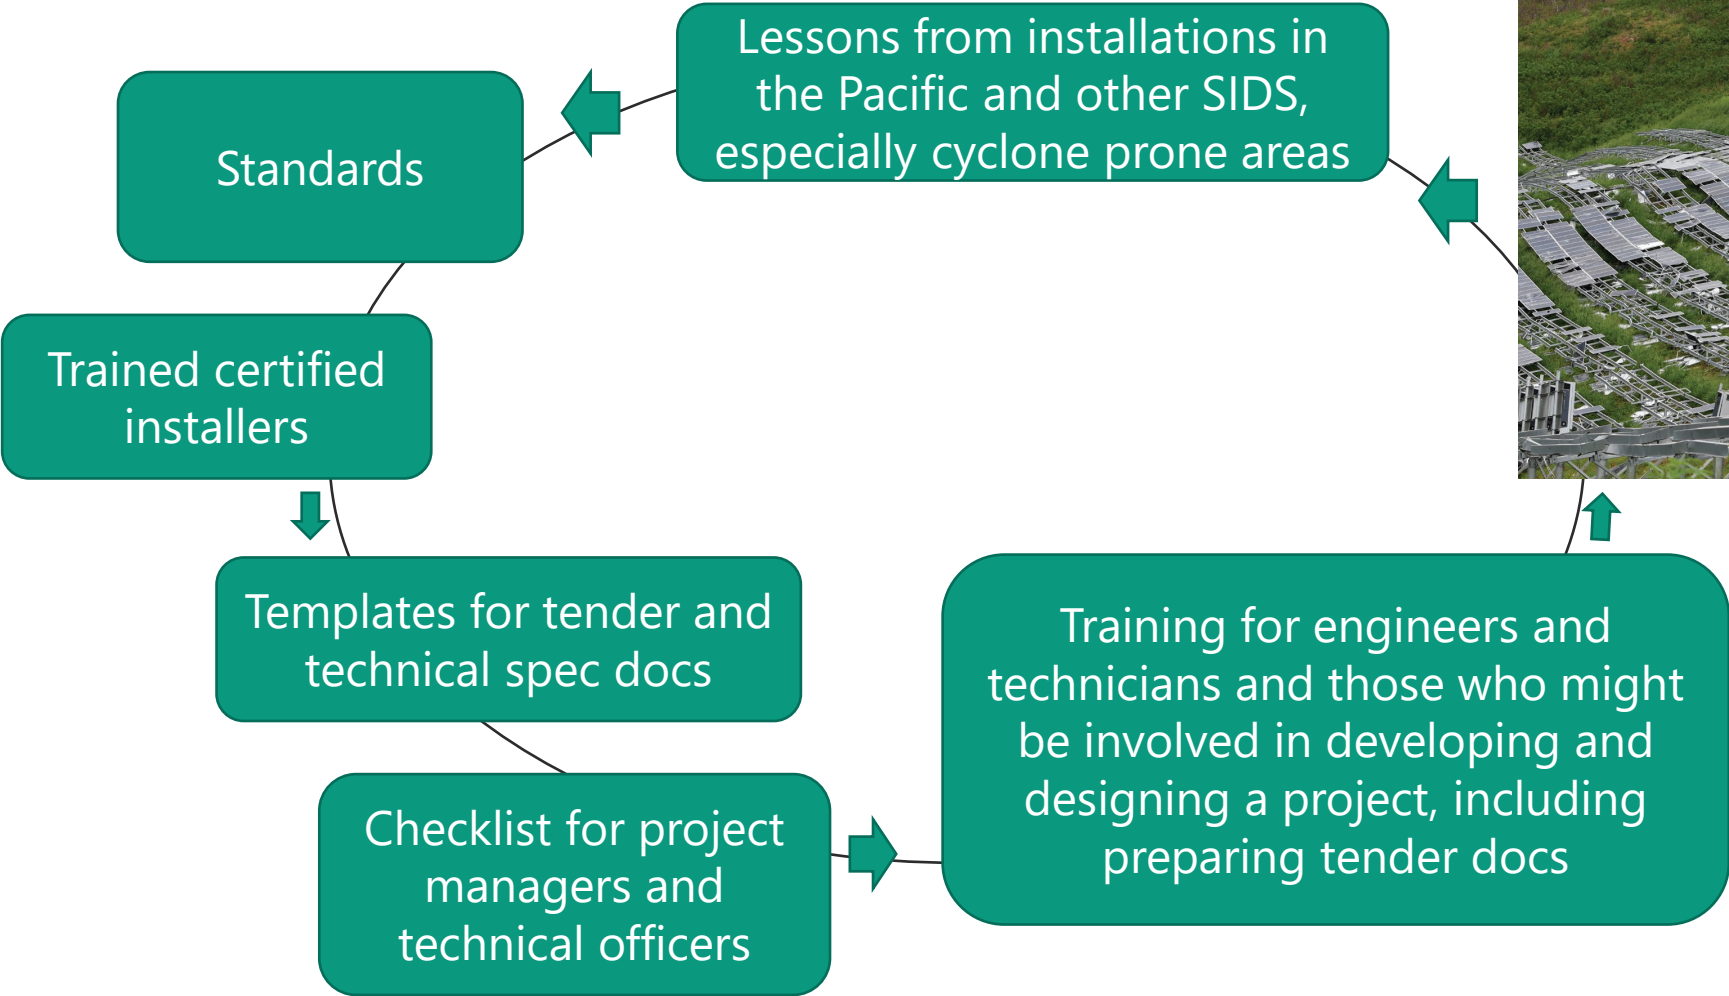 Lessons from installations in
the Pacific and other SIDS,
especially cyclone prone areas
Standards
Trained certified
installers
Templates for tender and
technical spec docs
Checklist for project
managers and
technical officers
Training for engineers and
technicians and those who might
be involved in developing and
designing a project, including
preparing tender docs